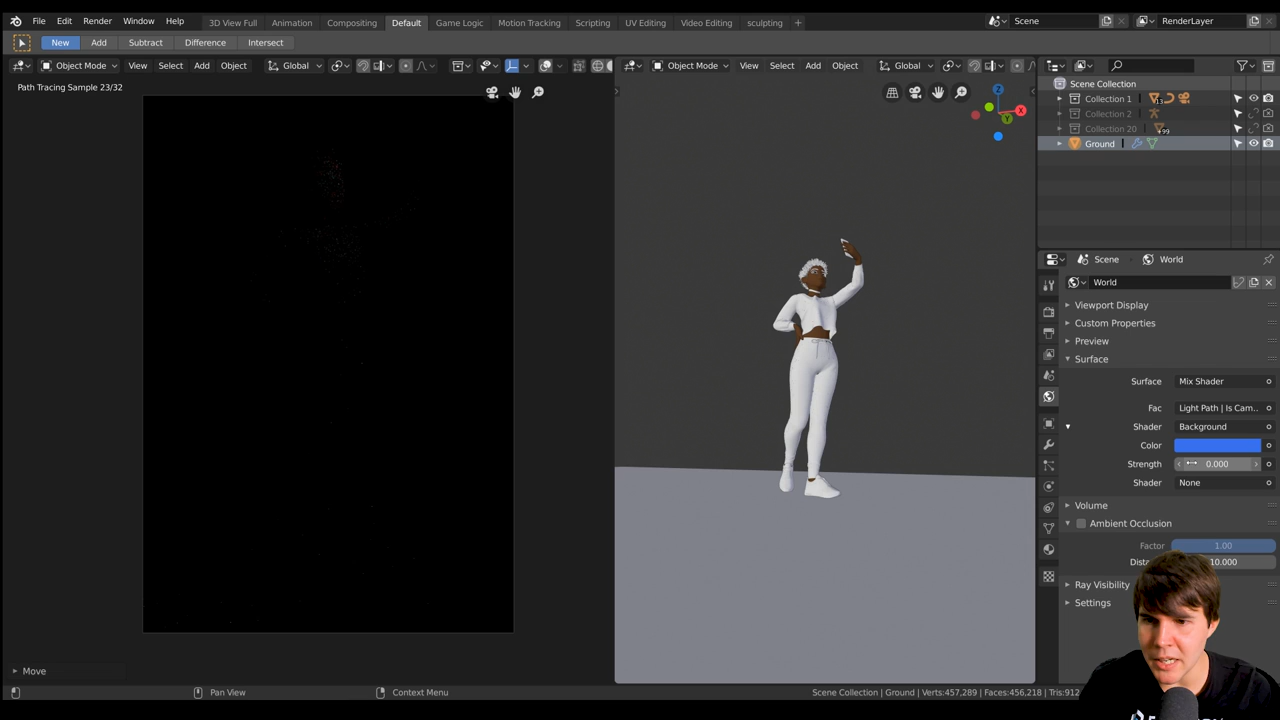 File Edit Render Window Help 3D View Full Animation Compositing Default Game Logic Motion Tracking Scripting UV Editing Video Editing sculpting + Scene RenderLayer
New Add Subtract Difference Intersect
Object Mode View Select Add Object Global
Object Mode View Select Add Object Global
Path Tracing Sample 23/32
Z
X
Y
Scene Collection
Collection 1 13
Collection 2
Collection 20 +99
Ground
Scene World
World
Viewport Display
Custom Properties
Preview
Surface
Surface Mix Shader
Fac Light Path | Is Cam..
Shader Background
Color
Strength 0.000
Shader None
Volume
Ambient Occlusion
Factor 1.00
10.000
Ray Visibility
Settings
Move
Pan View Context Menu Scene Collection | Ground | Verts:457,289 | Faces:456,218 | Tris:912